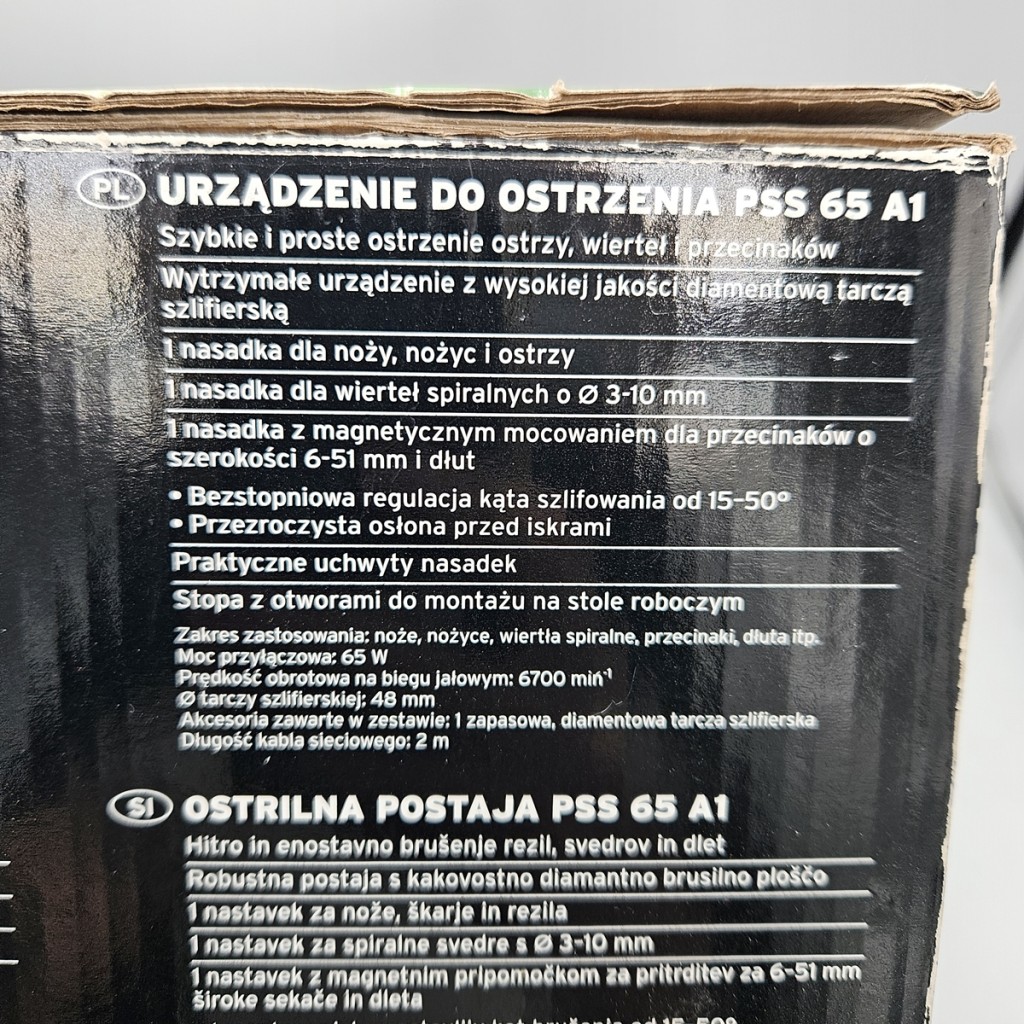 PL URZĄDZENIE DO OSTRZENIA PSS 65 A1
Szybkie i proste ostrzenie ostrzy, wierteł i przecinaków
Wytrzymałe urządzenie z wysokiej jakości diamentową tarczą
szlifierską
1 nasadka dla noży, nożyc i ostrzy
1 nasadka dla wierteł spiralnych o Ø 3-10 mm
1 nasadka z magnetycznym mocowaniem dla przecinaków o
szerokości 6-51 mm i dłut
• Bezstopniowa regulacja kąta szlifowania od 15–50°
• Przezroczysta osłona przed iskrami
Praktyczne uchwyty nasadek
Stopa z otworami do montażu na stole roboczym
Zakres zastosowania: noże, nożyce, wiertła spiralne, przecinaki, dłuta itp.
Moc przyłączowa: 65 W
Prędkość obrotowa na biegu jałowym: 6700 min⁻¹
Ø tarczy szlifierskiej: 48 mm
Akcesoria zawarte w zestawie: 1 zapasowa, diamentowa tarcza szlifierska
Długość kabla sieciowego: 2 m
SI OSTRILNA POSTAJA PSS 65 A1
Hitro in enostavno brušenje rezil, svedrov in dlet
Robustna postaja s kakovostno diamantno brusilno ploščo
1 nastavek za nože, škarje in rezila
1 nastavek za spiralne svedre s Ø 3-10 mm
1 nastavek z magnetnim pripomočkom za pritrditev za 6-51 mm
široke sekače in dleta